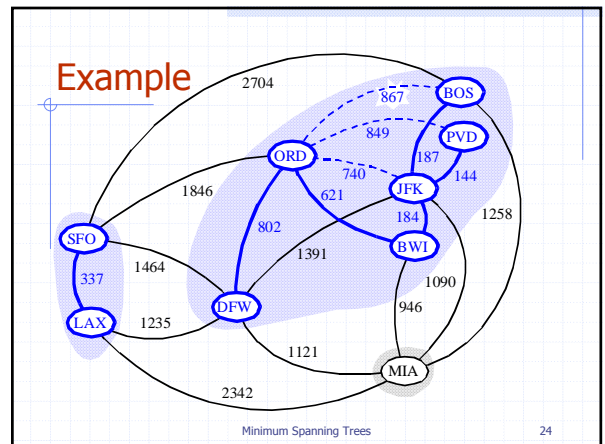 Example
2704
867
BOS
849
PVD
ORD
187
740
144
1846
621
JFK
184
1258
SFO
802
1391
BWI
1464
337
1090
946
DFW
LAX
1235
1121
MIA
2342
Minimum Spanning Trees
24